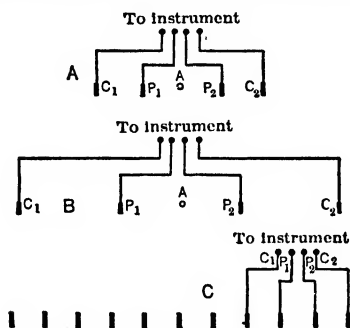 To instrument
A C1 P1 A P2 C2
To instrument
C1 B P1 A P2 C2
To instrument
C1 P1 P2 C2
C